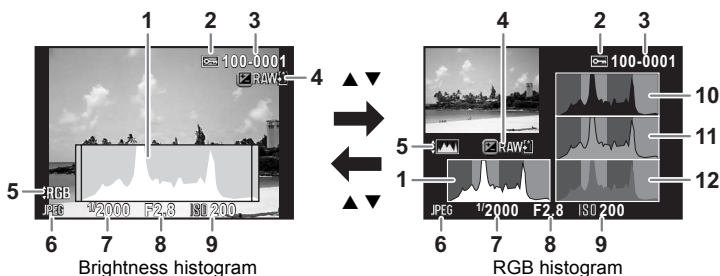 1 2 3
100-0001
RAW
4
5
RGB
JPEG 1/2000 F2.8 ISO 200
6 7 8 9
Brightness histogram
▲ ▼
▲ ▼
2 3
100-0001
4
10
5
RAW
11
1
12
JPEG 1/2000 F2.8 ISO 200
6 7 8 9
RGB histogram